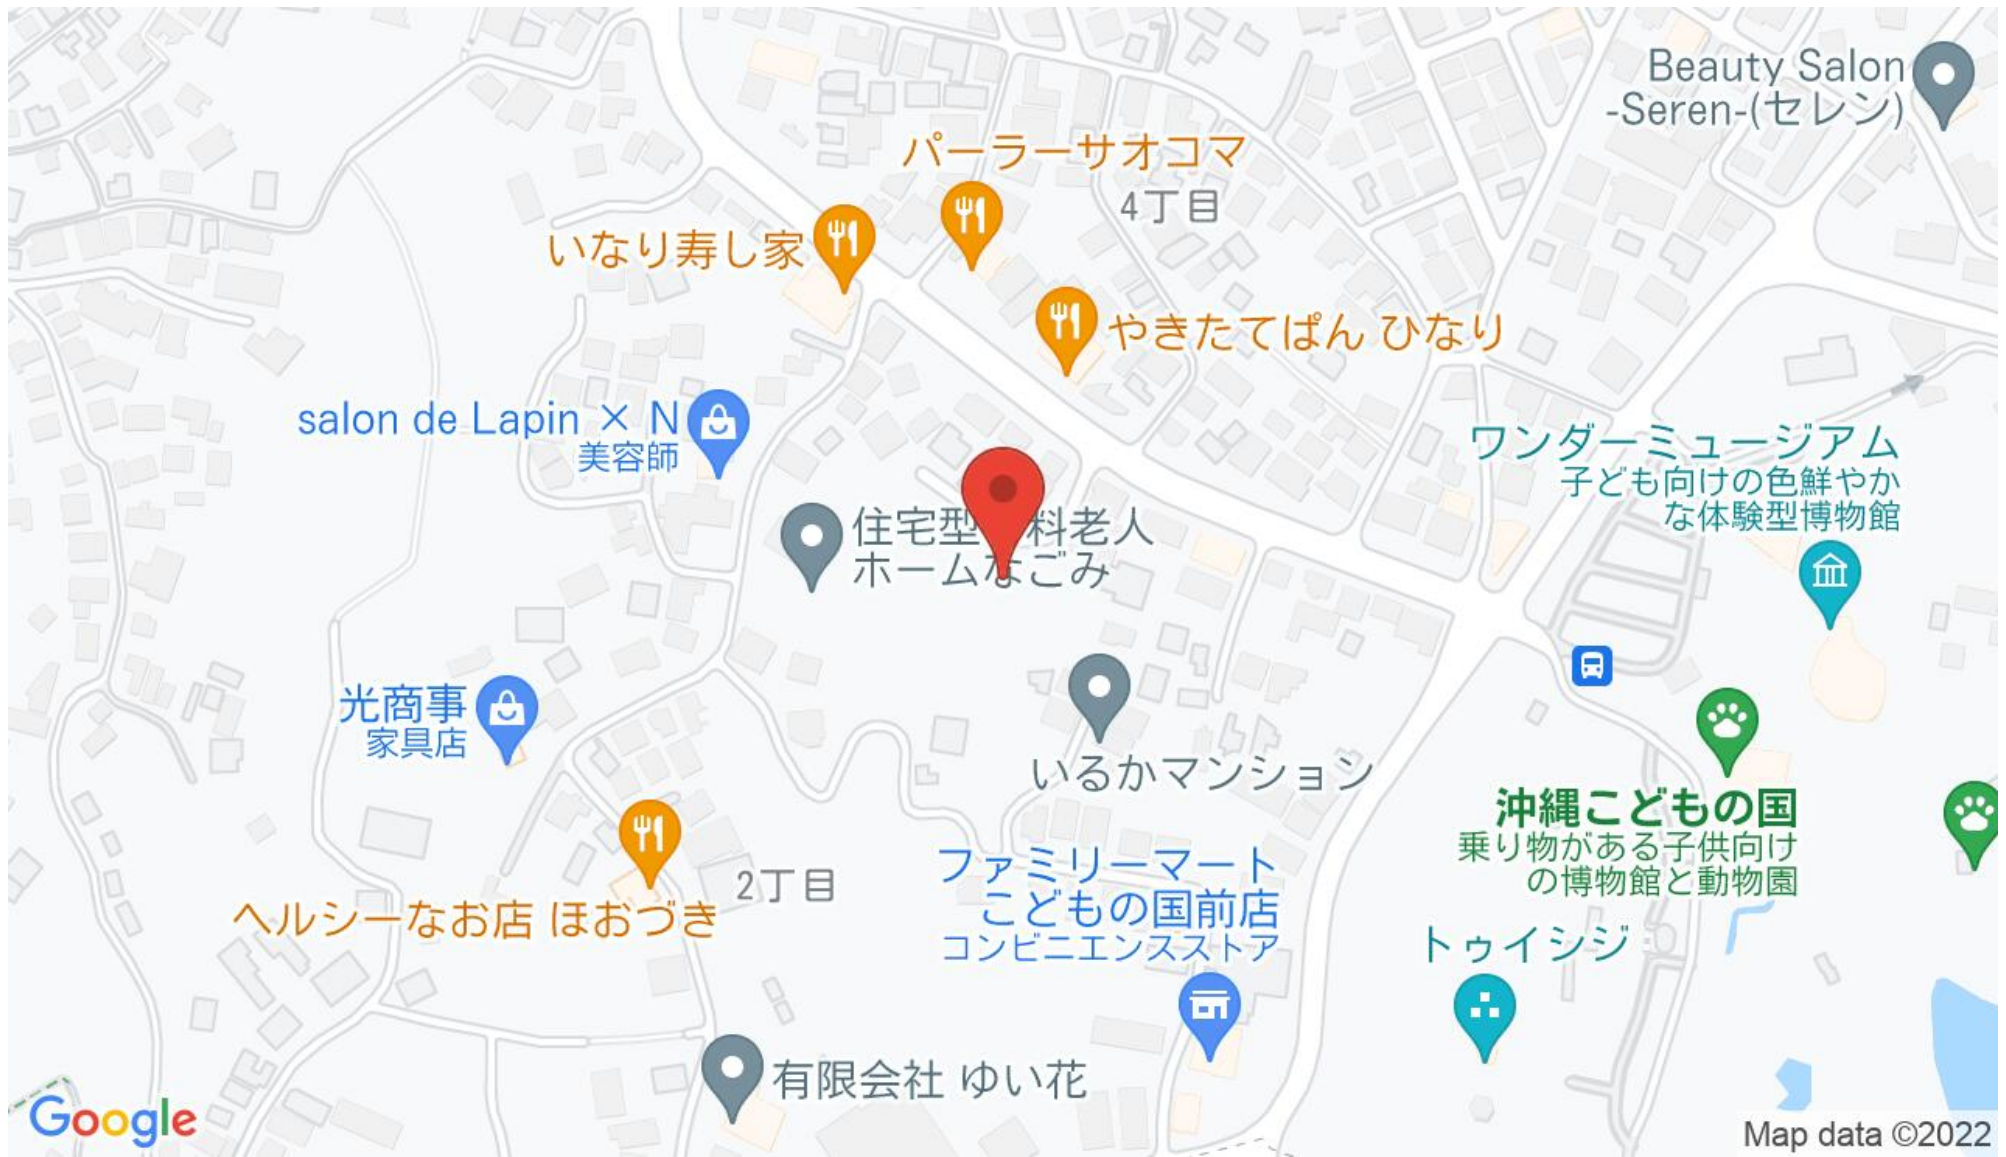 Beauty Salon
-Seren-(セレン)
パーラーサオコマ
4丁目
いなり寿し家
やきたてぱん ひなり
salon de Lapin × N
美容師
ワンダーミュージアム
子ども向けの色鮮やか
な体験型博物館
住宅型 料老人
ホームなごみ
光商事
家具店
いるかマンション
沖縄こどもの国
乗り物がある子供向け
の博物館と動物園
ファミリーマート
こどもの国前店
コンビニエンスストア
2丁目
ヘルシーなお店 ほおづき
トゥイシジ
有限会社 ゆい花
Google
Map data ©2022